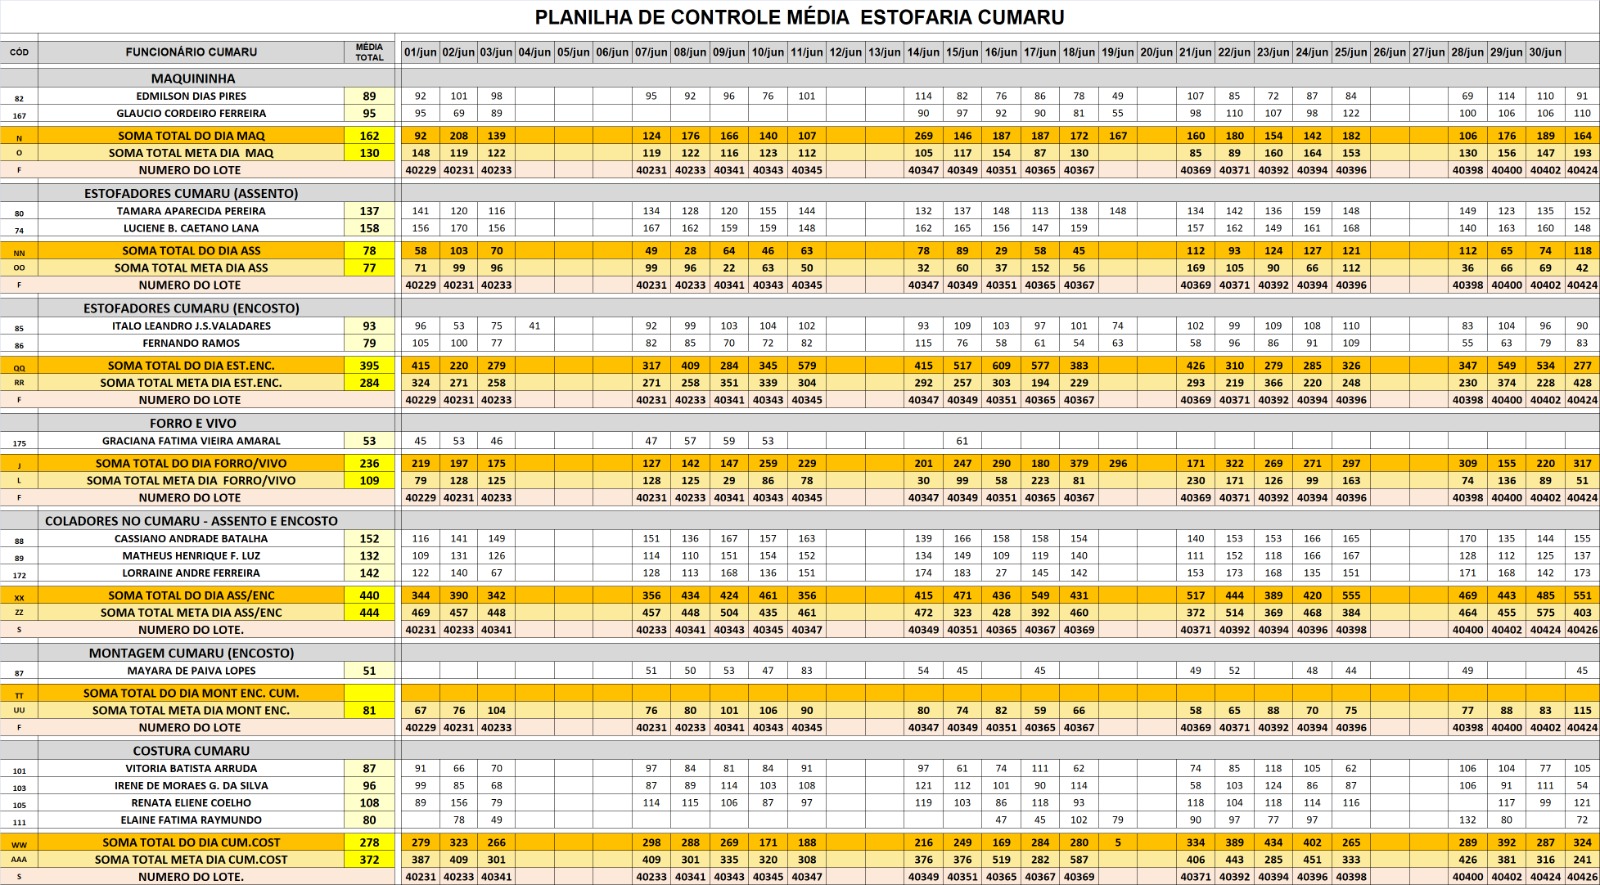 PLANILHA DE CONTROLE MÉDIA ESTOFARIA CUMARU
CÓD FUNCIONÁRIO CUMARU MÉDIA TOTAL 01/jun 02/jun 03/jun 04/jun 05/jun 06/jun 07/jun 08/jun 09/jun 10/jun 11/jun 12/jun 13/jun 14/jun 15/jun 16/jun 17/jun 18/jun 19/jun 20/jun 21/jun 22/jun 23/jun 24/jun 25/jun 26/jun 27/jun 28/jun 29/jun 30/jun
MAQUININHA
82 EDMILSON DIAS PIRES 89 92 101 98 95 92 96 76 101 114 82 76 86 78 49 107 85 72 87 84 69 114 110 91
167 GLAUCIO CORDEIRO FERREIRA 95 95 69 89 90 97 92 90 81 55 98 110 107 98 122 100 106 106 110
N SOMA TOTAL DO DIA MAQ 162 92 208 139 124 176 166 140 107 269 146 187 187 172 167 160 180 154 142 182 106 176 189 164
O SOMA TOTAL META DIA MAQ 130 148 119 122 119 122 116 123 112 105 117 154 87 130 85 89 160 164 153 130 156 147 193
F NUMERO DO LOTE 40229 40231 40233 40231 40233 40341 40343 40345 40347 40349 40351 40365 40367 40369 40371 40392 40394 40396 40398 40400 40402 40424
ESTOFADORES CUMARU (ASSENTO)
80 TAMARA APARECIDA PEREIRA 137 141 120 116 134 128 120 155 144 132 137 148 113 138 148 134 142 136 159 148 149 123 135 152
74 LUCIENE B. CAETANO LANA 158 156 170 156 167 162 159 159 148 162 165 156 147 159 157 162 149 161 168 140 163 160 148
NN SOMA TOTAL DO DIA ASS 78 58 103 70 49 28 64 46 63 78 89 29 58 45 112 93 124 127 121 112 65 74 118
OO SOMA TOTAL META DIA ASS 77 71 99 96 99 96 22 63 50 32 60 37 152 56 169 105 90 66 112 36 66 69 42
F NUMERO DO LOTE 40229 40231 40233 40231 40233 40341 40343 40345 40347 40349 40351 40365 40367 40369 40371 40392 40394 40396 40398 40400 40402 40424
ESTOFADORES CUMARU (ENCOSTO)
85 ITALO LEANDRO J.S.VALADARES 93 96 53 75 41 92 99 103 104 102 93 109 103 97 101 74 102 99 109 108 110 83 104 96 90
86 FERNANDO RAMOS 79 105 100 77 82 85 70 72 82 115 76 58 61 54 63 58 96 86 91 109 55 63 79 83
QQ SOMA TOTAL DO DIA EST.ENC. 395 415 220 279 317 409 284 345 579 415 517 609 577 383 426 310 279 285 326 347 549 534 277
RR SOMA TOTAL META DIA EST.ENC. 284 324 271 258 271 258 351 339 304 292 257 303 194 229 293 219 366 220 248 230 374 228 428
F NUMERO DO LOTE 40229 40231 40233 40231 40233 40341 40343 40345 40347 40349 40351 40365 40367 40369 40371 40392 40394 40396 40398 40400 40402 40424
FORRO E VIVO
175 GRACIANA FATIMA VIEIRA AMARAL 53 45 53 46 47 57 59 53 61
J SOMA TOTAL DO DIA FORRO/VIVO 236 219 197 175 127 142 147 259 229 201 247 290 180 379 296 171 322 269 271 297 309 155 220 317
L SOMA TOTAL META DIA FORRO/VIVO 109 79 128 125 128 125 29 86 78 30 99 58 223 81 230 171 126 99 163 74 136 89 51
F NUMERO DO LOTE 40229 40231 40233 40231 40233 40341 40343 40345 40347 40349 40351 40365 40367 40369 40371 40392 40394 40396 40398 40400 40402 40424
COLADORES NO CUMARU - ASSENTO E ENCOSTO
88 CASSIANO ANDRADE BATALHA 152 116 141 149 151 136 167 157 163 139 166 158 158 154 140 153 153 166 165 170 135 144 155
89 MATHEUS HENRIQUE F. LUZ 132 109 131 126 114 110 151 154 152 134 149 109 119 140 111 152 118 166 167 128 112 125 137
172 LORRAINE ANDRE FERREIRA 142 122 140 67 128 113 168 136 151 174 183 27 145 142 153 173 168 135 151 171 168 142 173
XX SOMA TOTAL DO DIA ASS/ENC 440 344 390 342 356 434 424 461 356 415 471 436 549 431 517 444 389 420 555 469 443 485 551
ZZ SOMA TOTAL META DIA ASS/ENC 444 469 457 448 457 448 504 435 461 472 323 428 392 460 372 514 369 468 384 464 455 575 403
S NUMERO DO LOTE. 40231 40233 40341 40233 40341 40343 40345 40347 40349 40351 40365 40367 40369 40371 40392 40394 40396 40398 40400 40402 40424 40426
MONTAGEM CUMARU (ENCOSTO)
87 MAYARA DE PAIVA LOPES 51 51 50 53 47 83 54 45 45 49 52 48 44 49 45
TT SOMA TOTAL DO DIA MONT ENC. CUM.
UU SOMA TOTAL META DIA MONT ENC. 81 67 76 104 76 80 101 106 90 80 74 82 59 66 58 65 88 70 75 77 88 83 115
F NUMERO DO LOTE 40229 40231 40233 40231 40233 40341 40343 40345 40347 40349 40351 40365 40367 40369 40371 40392 40394 40396 40398 40400 40402 40424
COSTURA CUMARU
101 VITORIA BATISTA ARRUDA 87 91 66 70 97 84 81 84 91 97 61 74 111 62 74 85 118 105 62 106 104 77 105
103 IRENE DE MORAES G. DA SILVA 96 99 85 68 87 89 114 103 108 121 112 101 90 114 58 103 124 86 87 106 91 111 54
105 RENATA ELIENE COELHO 108 89 156 79 114 115 106 87 97 119 103 86 118 93 118 104 118 114 116 117 99 121
111 ELAINE FATIMA RAYMUNDO 80 78 49 47 45 102 79 90 97 77 97 132 80 72
WW SOMA TOTAL DO DIA CUM.COST 278 279 323 266 298 288 269 171 188 216 249 169 284 280 5 334 389 434 402 265 289 392 287 324
AAA SOMA TOTAL META DIA CUM.COST 372 387 409 301 409 301 335 320 308 376 376 519 282 587 406 443 285 451 333 426 381 316 241
S NUMERO DO LOTE. 40231 40233 40341 40233 40341 40343 40345 40347 40349 40351 40365 40367 40369 40371 40392 40394 40396 40398 40400 40402 40424 40426